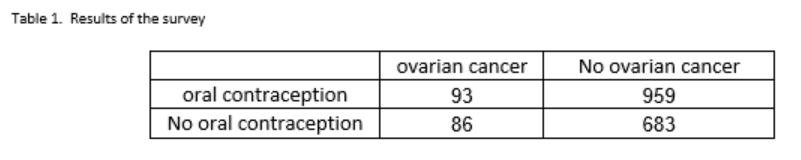 Table 1. Results of the survey
ovarian cancer No ovarian cancer
oral contraception 93 959
No oral contraception 86 683